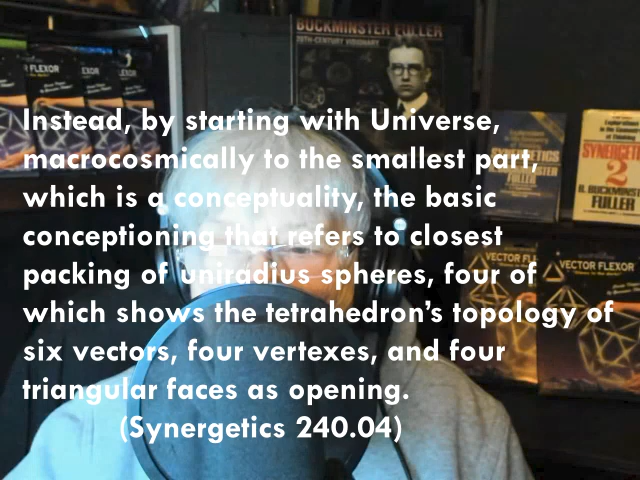 BUCKMINSTER FULLER
20TH-CENTURY VISIONARY
FLEXOR
Instead, by starting with Universe,
macrocosmically to the smallest part,
which is a conceptuality, the basic
conceptioning that refers to closest
packing of uniradius spheres, four of
which shows the tetrahedron’s topology of
six vectors, four vertexes, and four
triangular faces as opening.
(Synergetics 240.04)
SYNERGETICS
2
R. BUCKMINSTER
FULLER
VECTOR FLEXOR
VECTOR FLEXOR